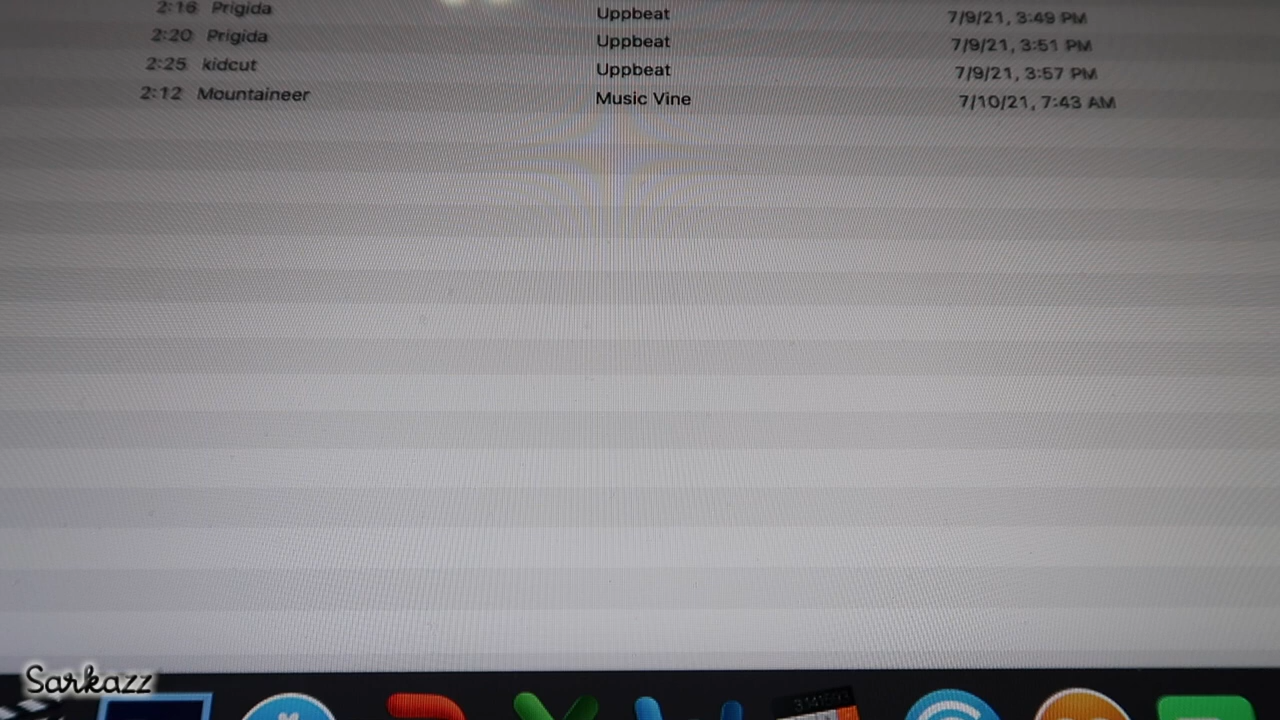 2:16 Prigida Uppbeat 7/9/21, 3:49 PM
2:20 Prigida Uppbeat 7/9/21, 3:51 PM
2:25 kidcut Uppbeat 7/9/21, 3:57 PM
2:12 Mountaineer Music Vine 7/10/21, 7:43 AM
Sarkazz